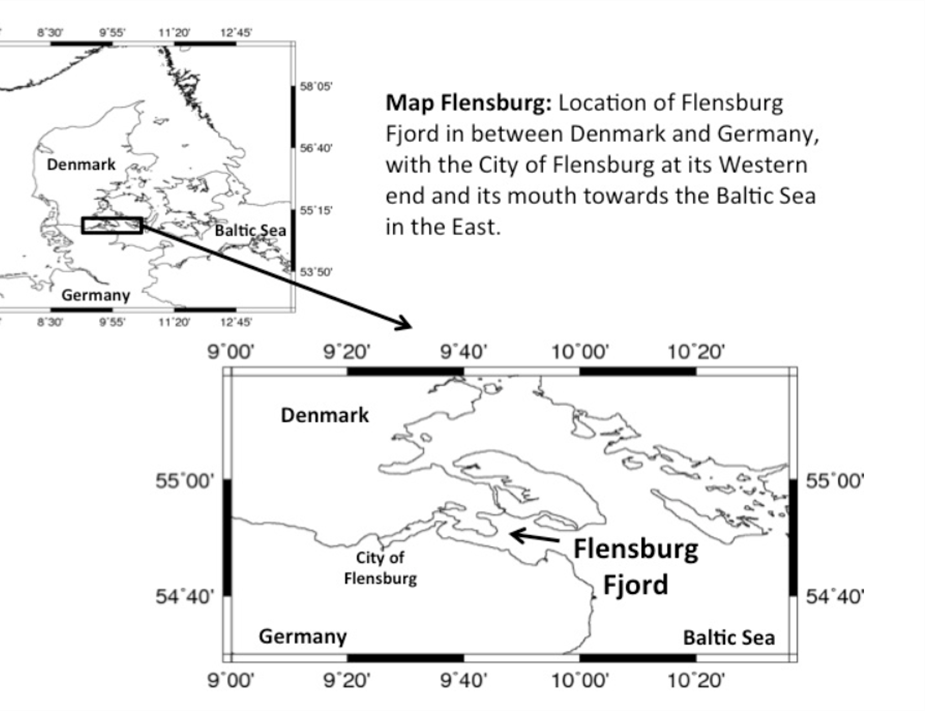 8˚30' 9˚55' 11˚20' 12˚45'
58˚05'
56˚40'
55˚15'
53˚50'
Denmark
Baltic Sea
Germany
8˚30' 9˚55' 11˚20' 12˚45'
Map Flensburg: Location of Flensburg
Fjord in between Denmark and Germany,
with the City of Flensburg at its Western
end and its mouth towards the Baltic Sea
in the East.
9˚00' 9˚20' 9˚40' 10˚00' 10˚20'
Denmark
55˚00' 55˚00'
City of
Flensburg
Flensburg
Fjord
54˚40' 54˚40'
Germany Baltic Sea
9˚00' 9˚20' 9˚40' 10˚00' 10˚20'